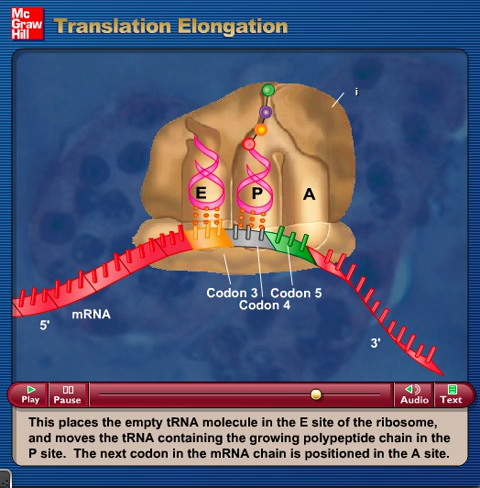 Mc
Graw
Hill
Translation Elongation
i
E
P
A
Codon 3
Codon 5
Codon 4
mRNA
5'
3'
Play
Pause
Audio
Text
This places the empty tRNA molecule in the E site of the ribosome,
and moves the tRNA containing the growing polypeptide chain in the
P site. The next codon in the mRNA chain is positioned in the A site.